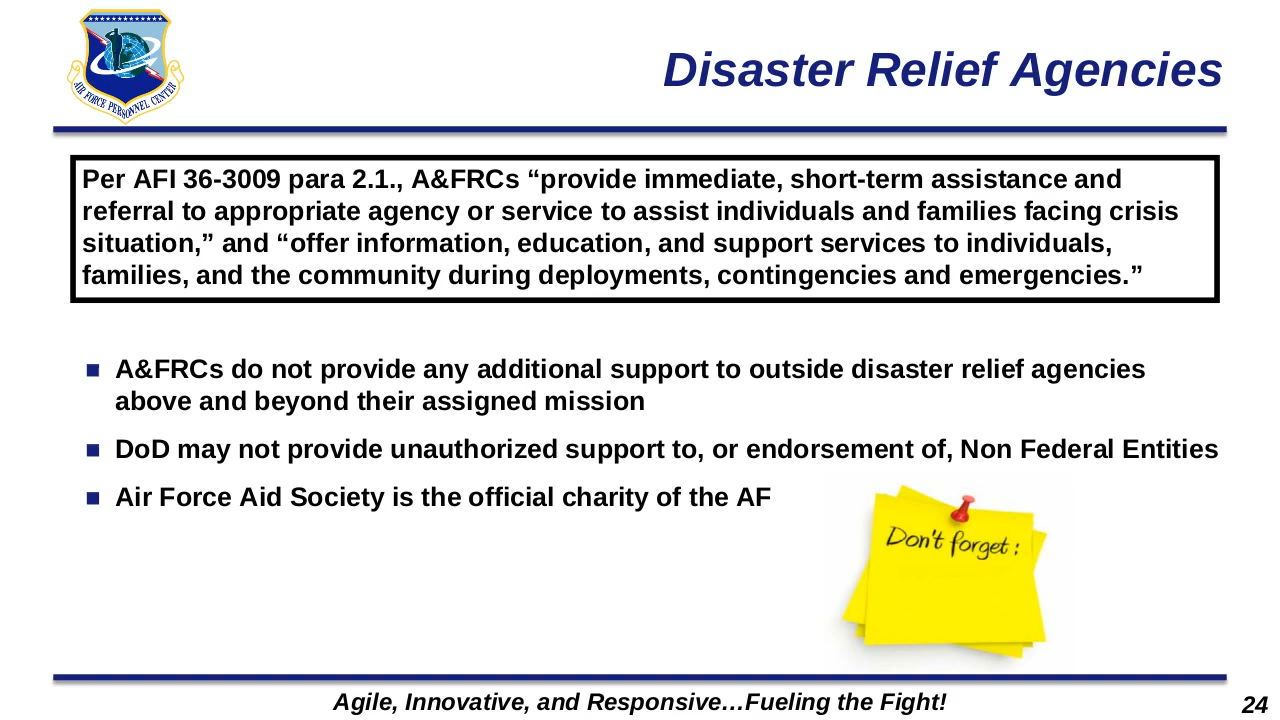 AIR FORCE PERSONNEL CENTER
Disaster Relief Agencies
Per AFI 36-3009 para 2.1., A&FRCs “provide immediate, short-term assistance and
referral to appropriate agency or service to assist individuals and families facing crisis
situation,” and “offer information, education, and support services to individuals,
families, and the community during deployments, contingencies and emergencies.”
A&FRCs do not provide any additional support to outside disaster relief agencies
above and beyond their assigned mission
DoD may not provide unauthorized support to, or endorsement of, Non Federal Entities
Air Force Aid Society is the official charity of the AF
Don't forget :
Agile, Innovative, and Responsive…Fueling the Fight!
24